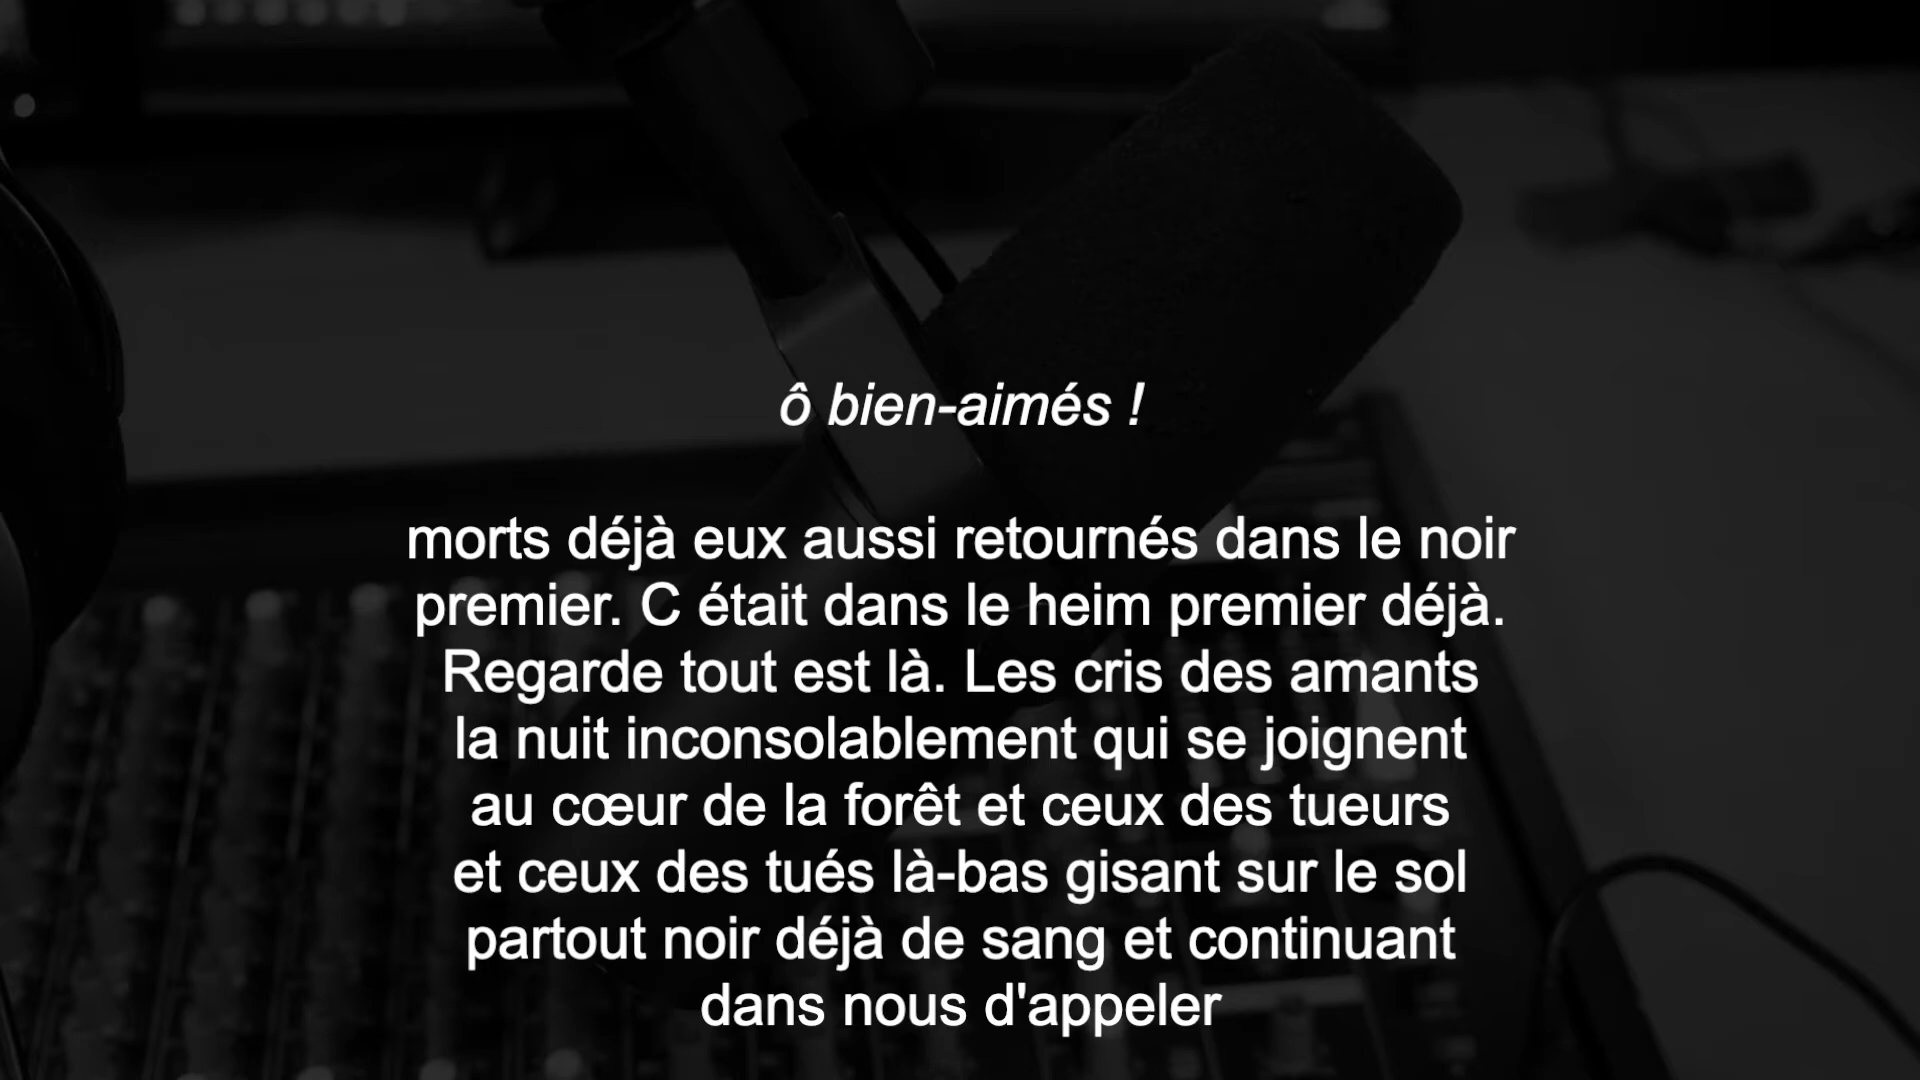 ô bien-aimés !
morts déjà eux aussi retournés dans le noir
premier. C était dans le heim premier déjà.
Regarde tout est là. Les cris des amants
la nuit inconsolablement qui se joignent
au cœur de la forêt et ceux des tueurs
et ceux des tués là-bas gisant sur le sol
partout noir déjà de sang et continuant
dans nous d'appeler